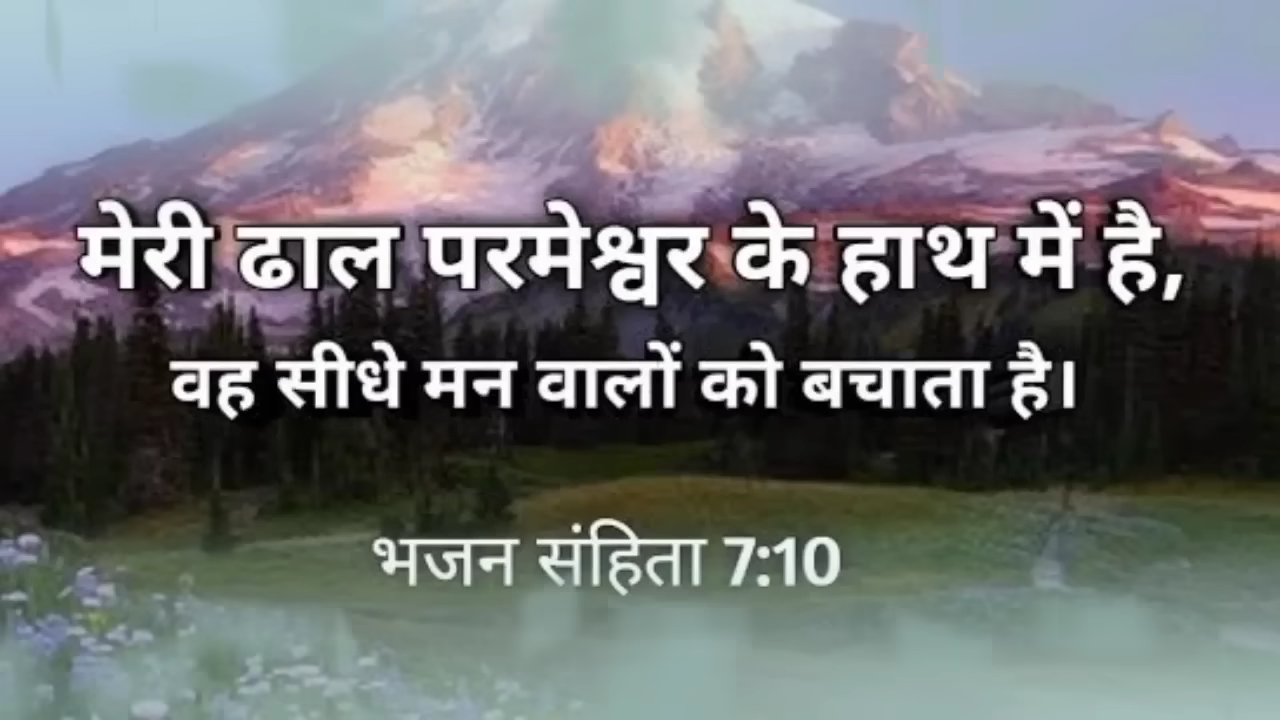 मेरी ढाल परमेश्वर के हाथ में है,
वह सीधे मन वालों को बचाता है।
भजन संहिता 7:10